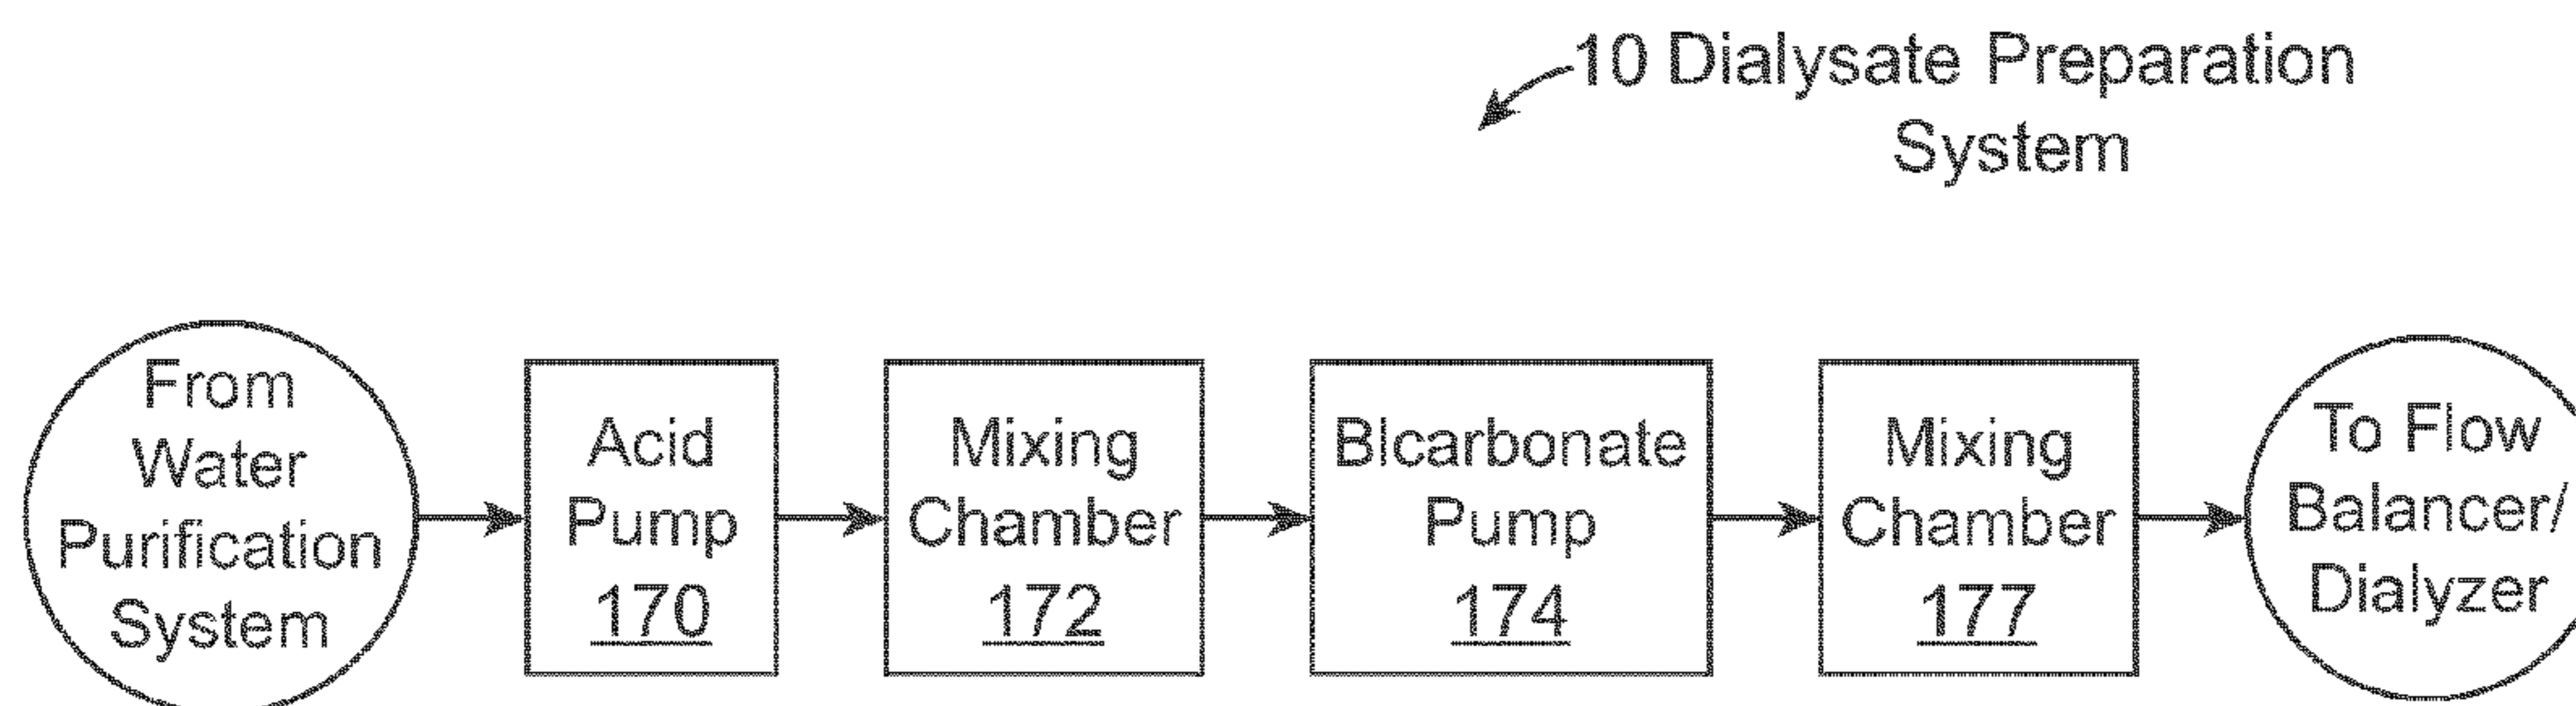 10 Dialysate Preparation
System
From
Water
Purification
System
Acid
Pump
170
Mixing
Chamber
172
BIcarbonate
Pump
174
Mixing
Chamber
177
To Flow
Balancer/
Dialyzer